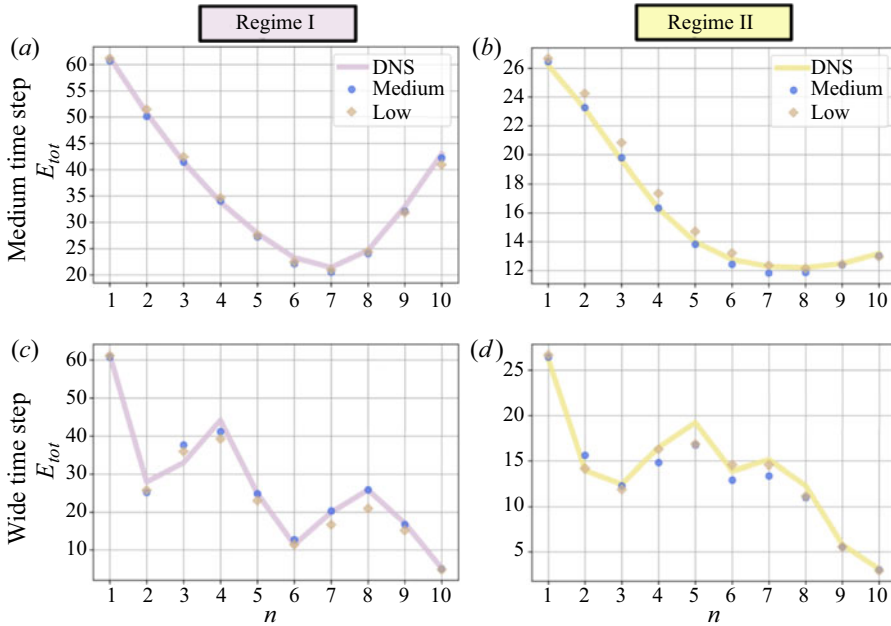 Regime I
Regime II
(a)
(b)
Medium time step
E_tot
60
55
50
45
40
35
30
25
20
DNS
Medium
Low
1 2 3 4 5 6 7 8 9 10
26
24
22
20
18
16
14
12
DNS
Medium
Low
1 2 3 4 5 6 7 8 9 10
(c)
(d)
Wide time step
E_tot
60
50
40
30
20
10
1 2 3 4 5 6 7 8 9 10
n
25
20
15
10
5
1 2 3 4 5 6 7 8 9 10
n